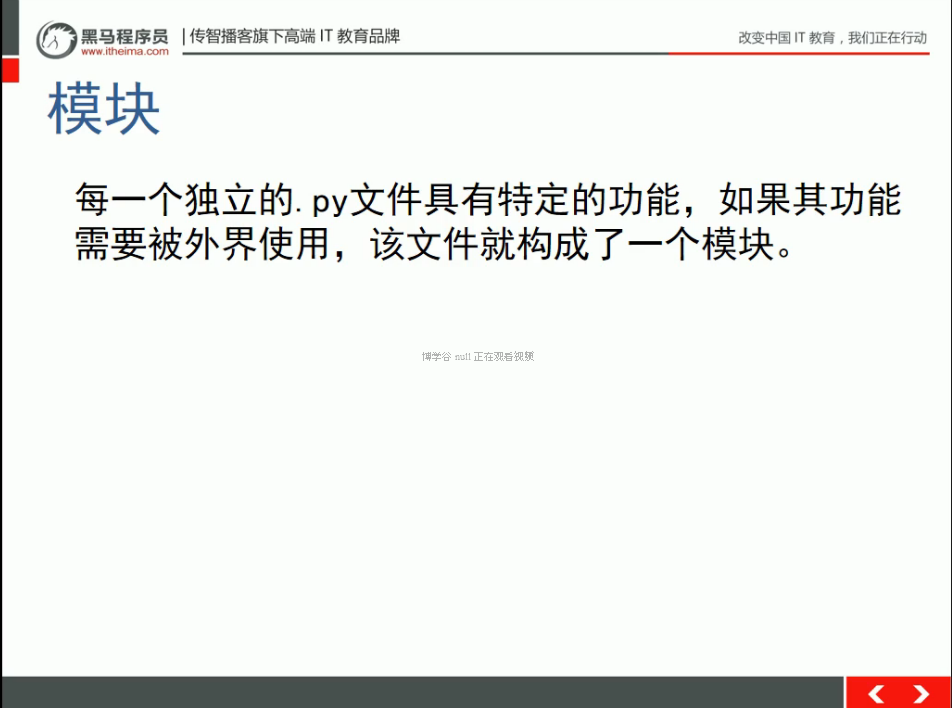 黑马程序员
www.itheima.com
传智播客旗下高端 IT 教育品牌
改变中国 IT 教育，我们正在行动
模块
每一个独立的.py文件具有特定的功能，如果其功能
需要被外界使用，该文件就构成了一个模块。
博学谷 null 正在观看视频